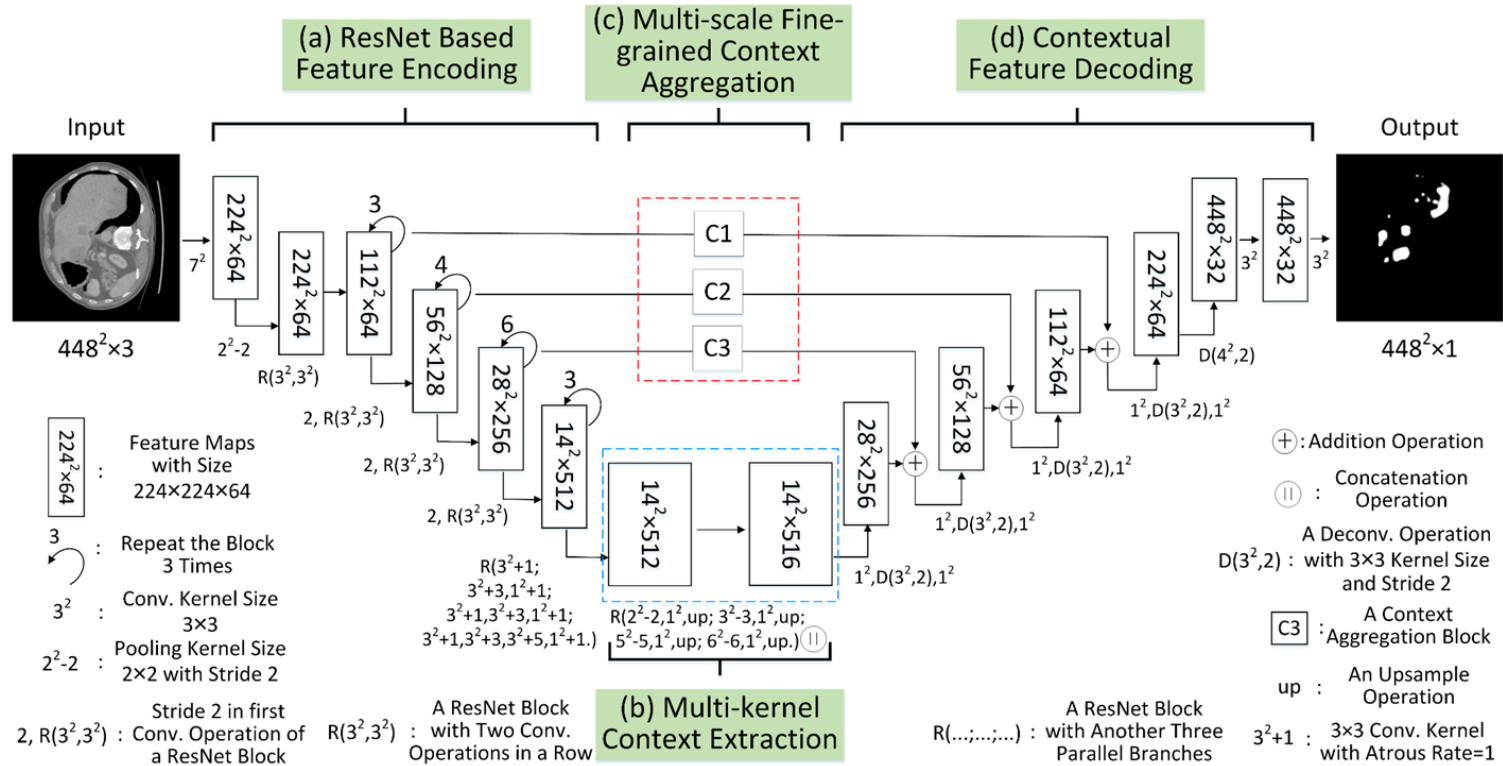 (a) ResNet Based
Feature Encoding
(c) Multi-scale Fine-
grained Context
Aggregation
(d) Contextual
Feature Decoding
Input
Output
448²×3
7²
224²×64
2²-2
224²×64
R(3²,3²)
3
112²×64
2, R(3²,3²)
4
56²×128
2, R(3²,3²)
6
28²×256
2, R(3²,3²)
3
14²×512
R(3²+1;
3²+3,1²+1;
3²+1,3²+3,1²+1;
3²+1,3²+3,3²+5,1²+1.)
C1
C2
C3
14²×512
14²×516
R(2²-2,1²,up; 3²-3,1²,up;
5²-5,1²,up; 6²-6,1²,up.)
(b) Multi-kernel
Context Extraction
1²,D(3²,2),1²
28²×256
1²,D(3²,2),1²
56²×128
1²,D(3²,2),1²
112²×64
1²,D(3²,2),1²
224²×64
D(4²,2)
448²×32
3²
448²×32
3²
448²×1
224²×64
:
Feature Maps
with Size
224×224×64
3
:
Repeat the Block
3 Times
3² : Conv. Kernel Size
3×3
2²-2 : Pooling Kernel Size
2×2 with Stride 2
2, R(3²,3²) : Stride 2 in first
Conv. Operation of
a ResNet Block
R(3²,3²) : A ResNet Block
with Two Conv.
Operations in a Row
R(...;...;...) : A ResNet Block
with Another Three
Parallel Branches
+ : Addition Operation
|| : Concatenation
Operation
D(3²,2) : A Deconv. Operation
with 3×3 Kernel Size
and Stride 2
C3 : A Context
Aggregation Block
up : An Upsample
Operation
3²+1 : 3×3 Conv. Kernel
with Atrous Rate=1